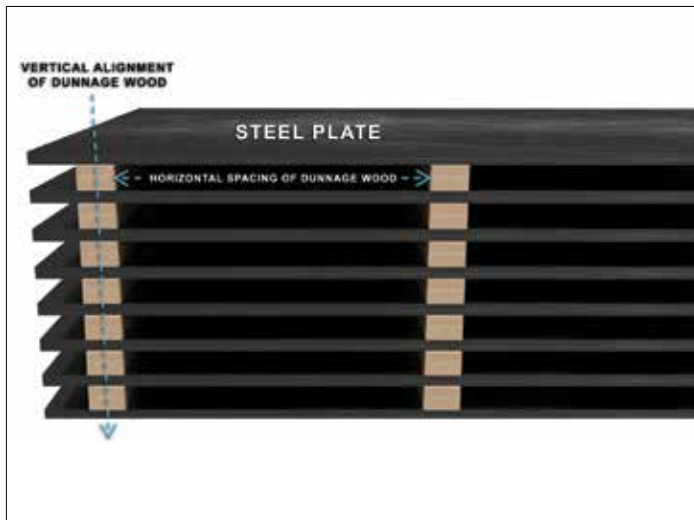 VERTICAL ALIGNMENT
OF DUNNAGE WOOD
STEEL PLATE
HORIZONTAL SPACING OF DUNNAGE WOOD